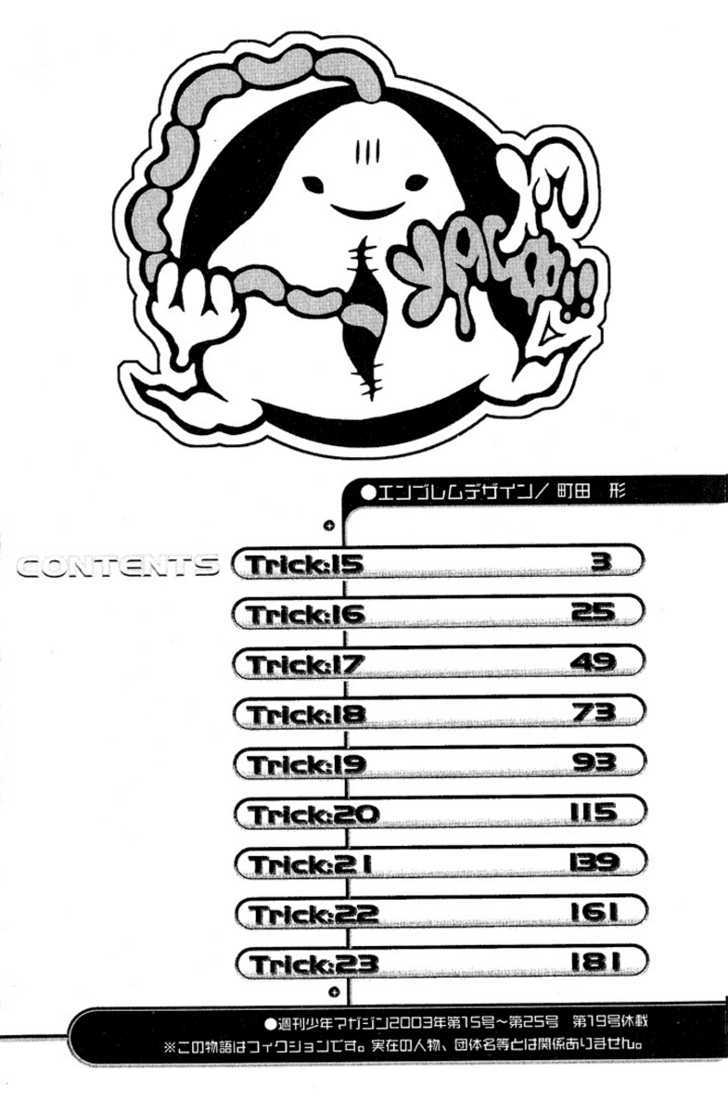 ●エンブレムデザイン/ 町田 形
CONTENTS
Trick:15 3
Trick:16 25
Trick:17 49
Trick:18 73
Trick:19 93
Trick:20 115
Trick:21 139
Trick:22 161
Trick:23 181
●週刊少年マガジン2003年第15号〜第25号 第19号休載
※この物語はフィクションです。実在の人物、団体名等とは関係ありません。